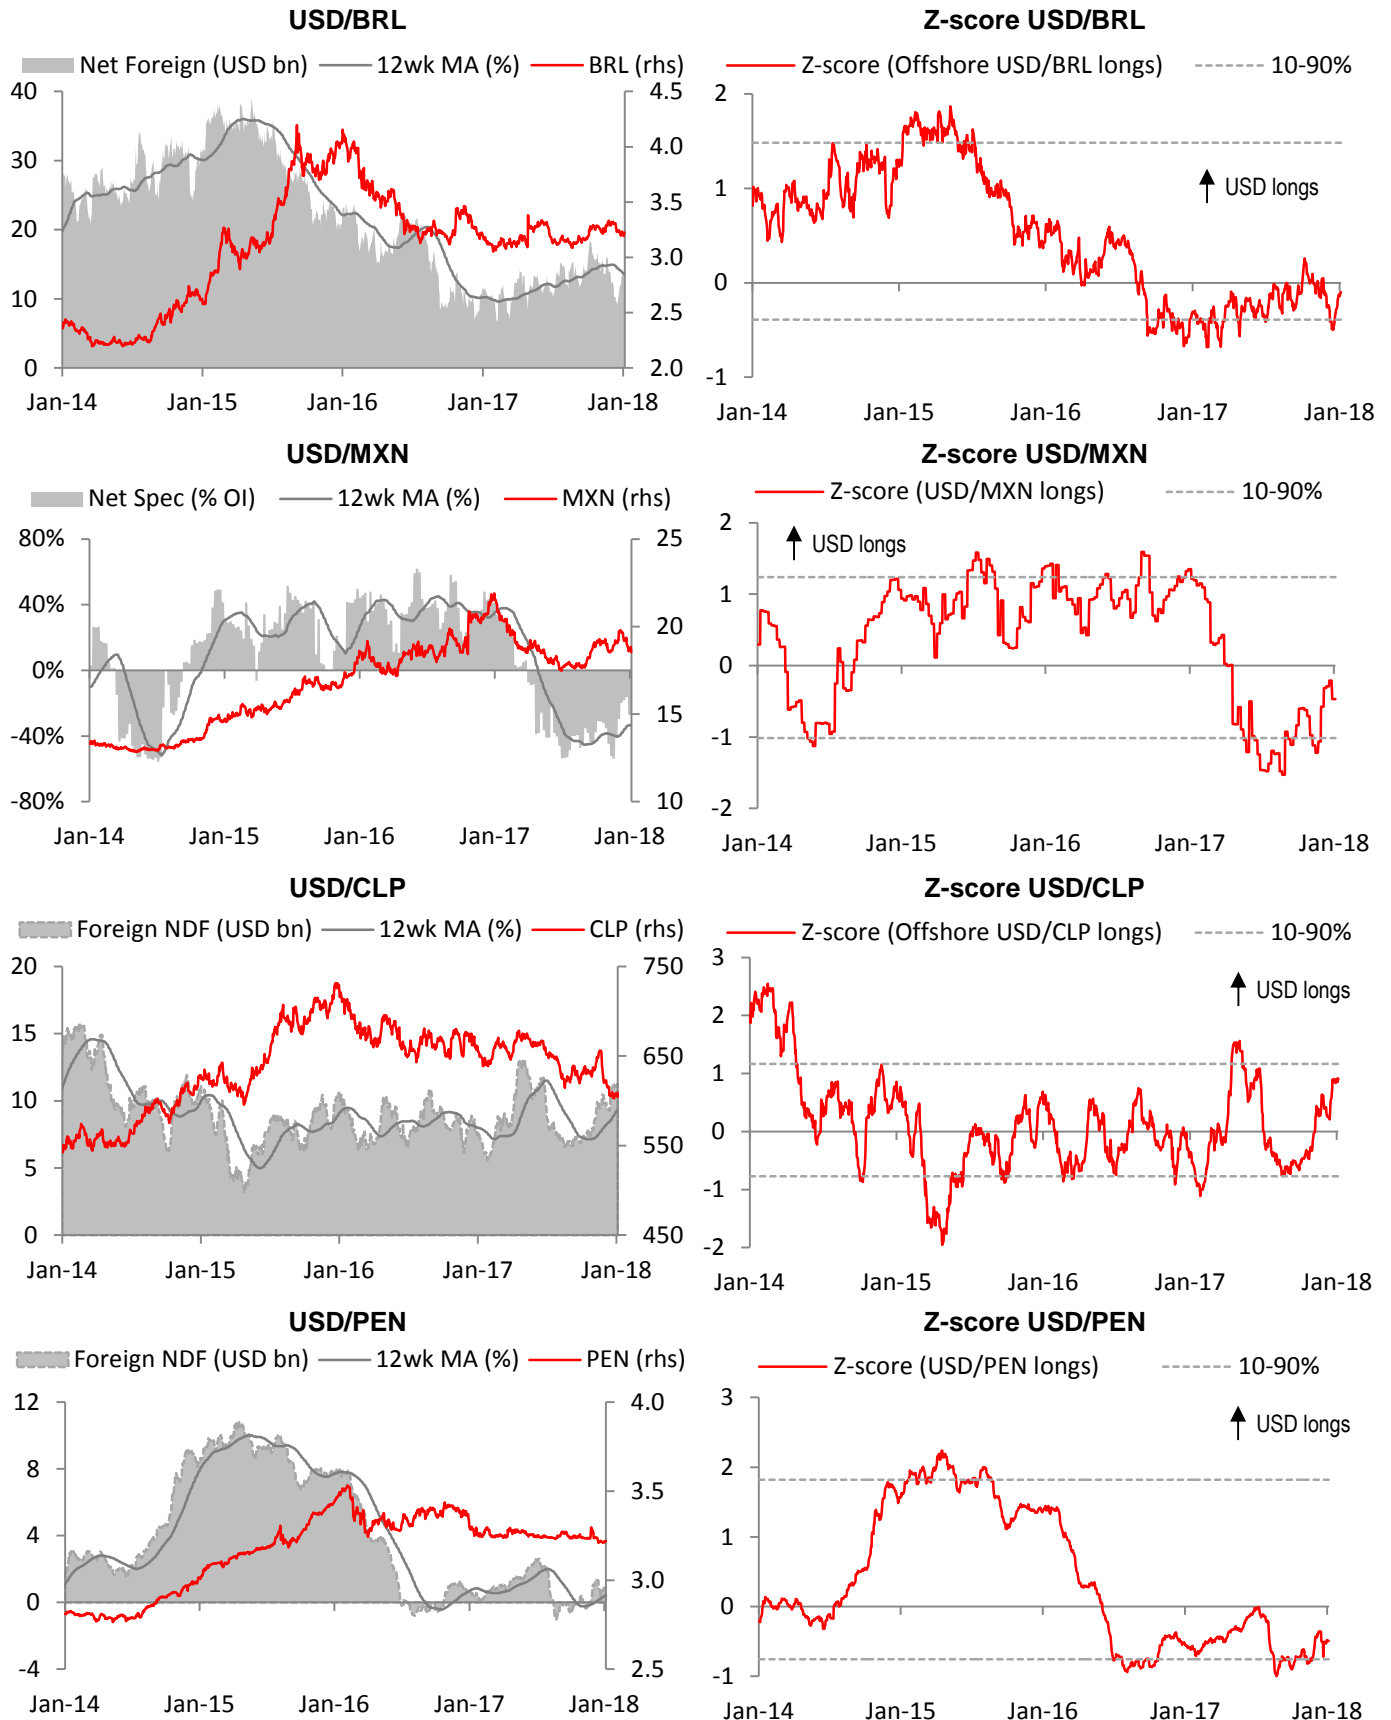 USD/BRL
Net Foreign (USD bn) 12wk MA (%) BRL (rhs)
40 4.5
30 4.0
3.5
20 3.0
10 2.5
0 2.0
Jan-14 Jan-15 Jan-16 Jan-17 Jan-18
Z-score USD/BRL
Z-score (Offshore USD/BRL longs) 10-90%
2
USD longs
1
0
-1
Jan-14 Jan-15 Jan-16 Jan-17 Jan-18
USD/MXN
Net Spec (% OI) 12wk MA (%) MXN (rhs)
80% 25
40% 20
0%
-40% 15
-80% 10
Jan-14 Jan-15 Jan-16 Jan-17 Jan-18
Z-score USD/MXN
Z-score (USD/MXN longs) 10-90%
2
USD longs
1
0
-1
-2
Jan-14 Jan-15 Jan-16 Jan-17 Jan-18
USD/CLP
Foreign NDF (USD bn) 12wk MA (%) CLP (rhs)
20 750
15 650
10
5 550
0 450
Jan-14 Jan-15 Jan-16 Jan-17 Jan-18
Z-score USD/CLP
Z-score (Offshore USD/CLP longs) 10-90%
3
USD longs
2
1
0
-1
-2
Jan-14 Jan-15 Jan-16 Jan-17 Jan-18
USD/PEN
Foreign NDF (USD bn) 12wk MA (%) PEN (rhs)
12 4.0
8 3.5
4
0 3.0
-4 2.5
Jan-14 Jan-15 Jan-16 Jan-17 Jan-18
Z-score USD/PEN
Z-score (USD/PEN longs) 10-90%
3
USD longs
2
1
0
-1
Jan-14 Jan-15 Jan-16 Jan-17 Jan-18